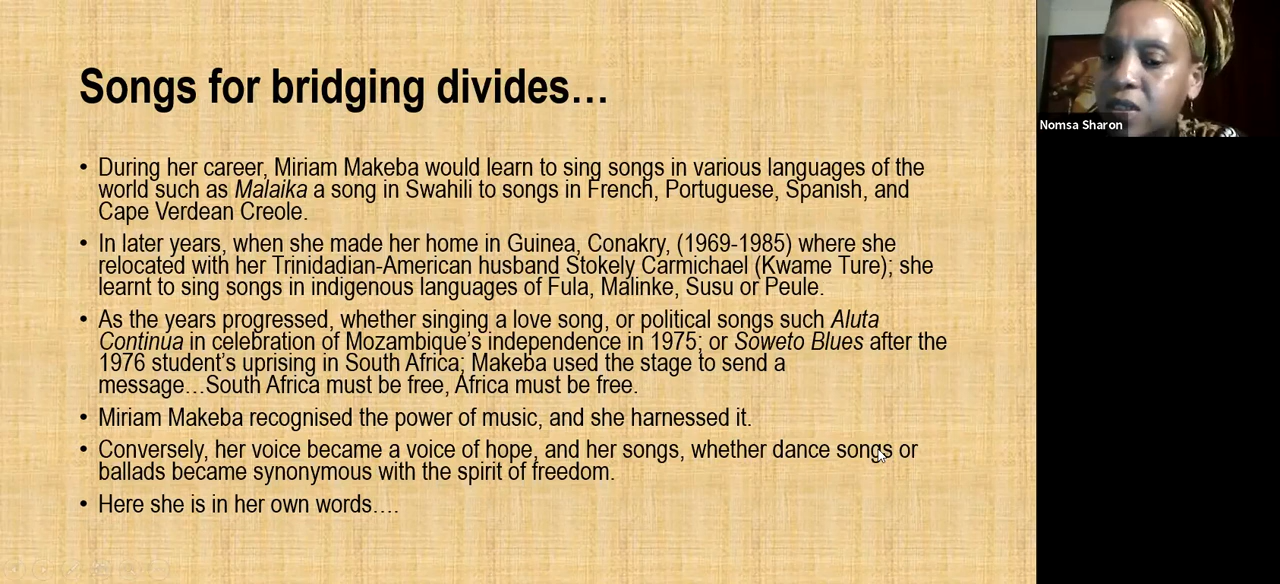 Songs for bridging divides…
• During her career, Miriam Makeba would learn to sing songs in various languages of the
world such as Malaika a song in Swahili to songs in French, Portuguese, Spanish, and
Cape Verdean Creole.
• In later years, when she made her home in Guinea, Conakry, (1969-1985) where she
relocated with her Trinidadian-American husband Stokely Carmichael (Kwame Ture); she
learnt to sing songs in indigenous languages of Fula, Malinke, Susu or Peule.
• As the years progressed, whether singing a love song, or political songs such Aluta
Continua in celebration of Mozambique’s independence in 1975; or Soweto Blues after the
1976 student’s uprising in South Africa; Makeba used the stage to send a
message…South Africa must be free, Africa must be free.
• Miriam Makeba recognised the power of music, and she harnessed it.
• Conversely, her voice became a voice of hope, and her songs, whether dance songs or
ballads became synonymous with the spirit of freedom.
• Here she is in her own words….
Nomsa Sharon